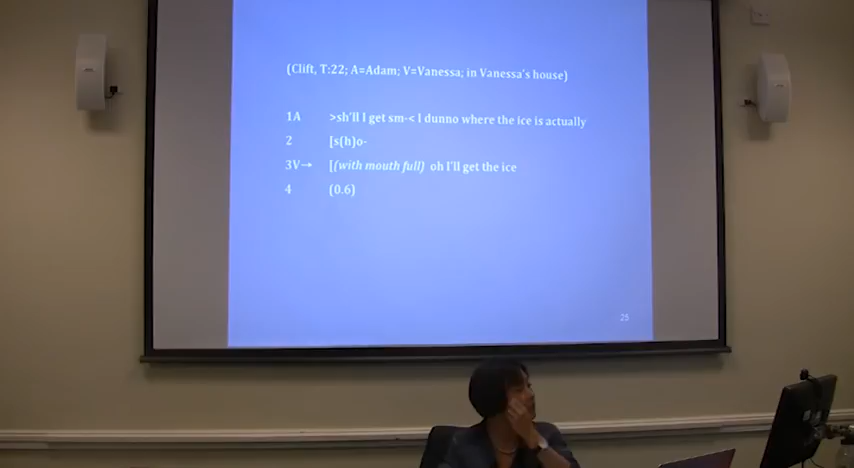 (Clift, T:22; A=Adam; V=Vanessa; in Vanessa's house)
1A >sh'll I get sm-< I dunno where the ice is actually
2 [s(h)o-
3V→ [(with mouth full) oh I'll get the ice
4 (0.6)
25